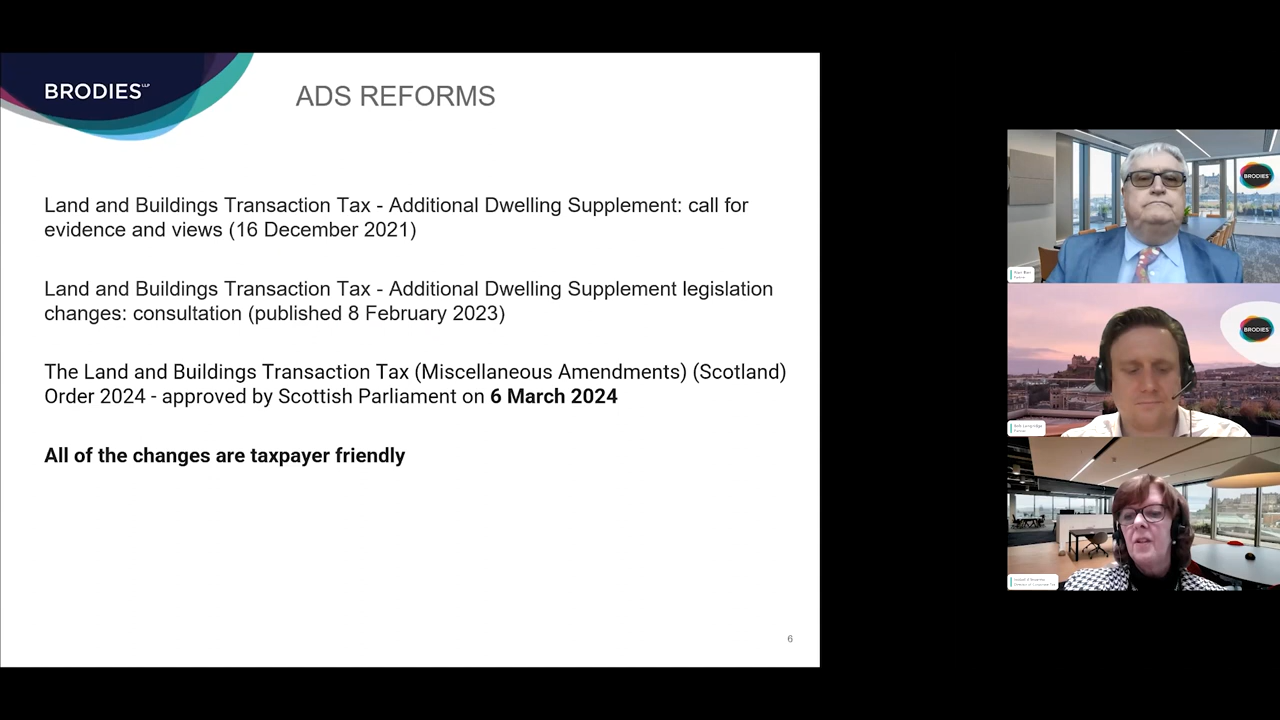 BRODIES LLP
ADS REFORMS
Land and Buildings Transaction Tax - Additional Dwelling Supplement: call for
evidence and views (16 December 2021)
Land and Buildings Transaction Tax - Additional Dwelling Supplement legislation
changes: consultation (published 8 February 2023)
The Land and Buildings Transaction Tax (Miscellaneous Amendments) (Scotland)
Order 2024 - approved by Scottish Parliament on 6 March 2024
All of the changes are taxpayer friendly
6
BRODIES
BRODIES